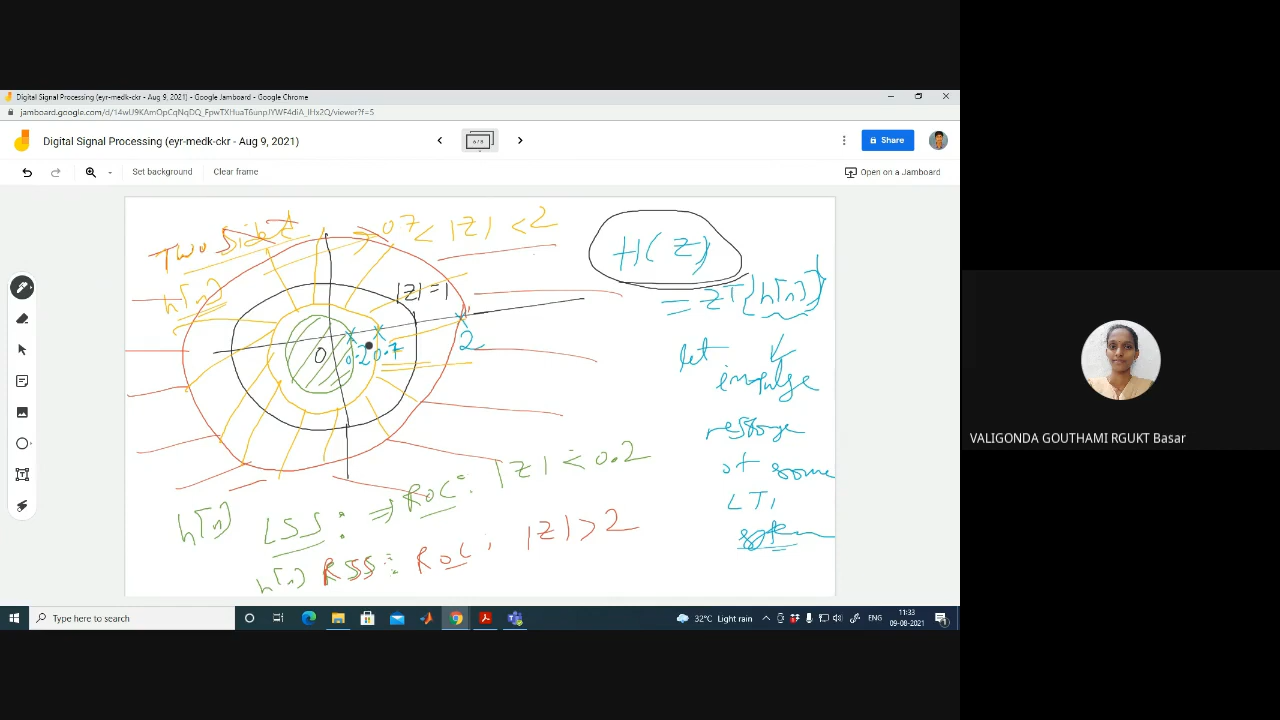 Digital Signal Processing (eyr-medk-ckr - Aug 9, 2021) - Google Jamboard - Google Chrome
Digital Signal Processing (eyr-medk-ckr - Aug 9, 2021)
6 / 8
Share
Set background
Clear frame
Open on a Jamboard
Two Sided → 0.7 < |z| < 2
h[n]
|z|=1
0
0.2
0.7
2
h[n] LSS: ⇒ ROC: |z| < 0.2
h[n] RSS: ROC: |z| > 2
H(z)
= ZT{h[n]}
let
impulse
response
of some
LTI
system
VALIGONDA GOUTHAMI RGUKT Basar
Type here to search
32°C Light rain
ENG
11:33
09-08-2021